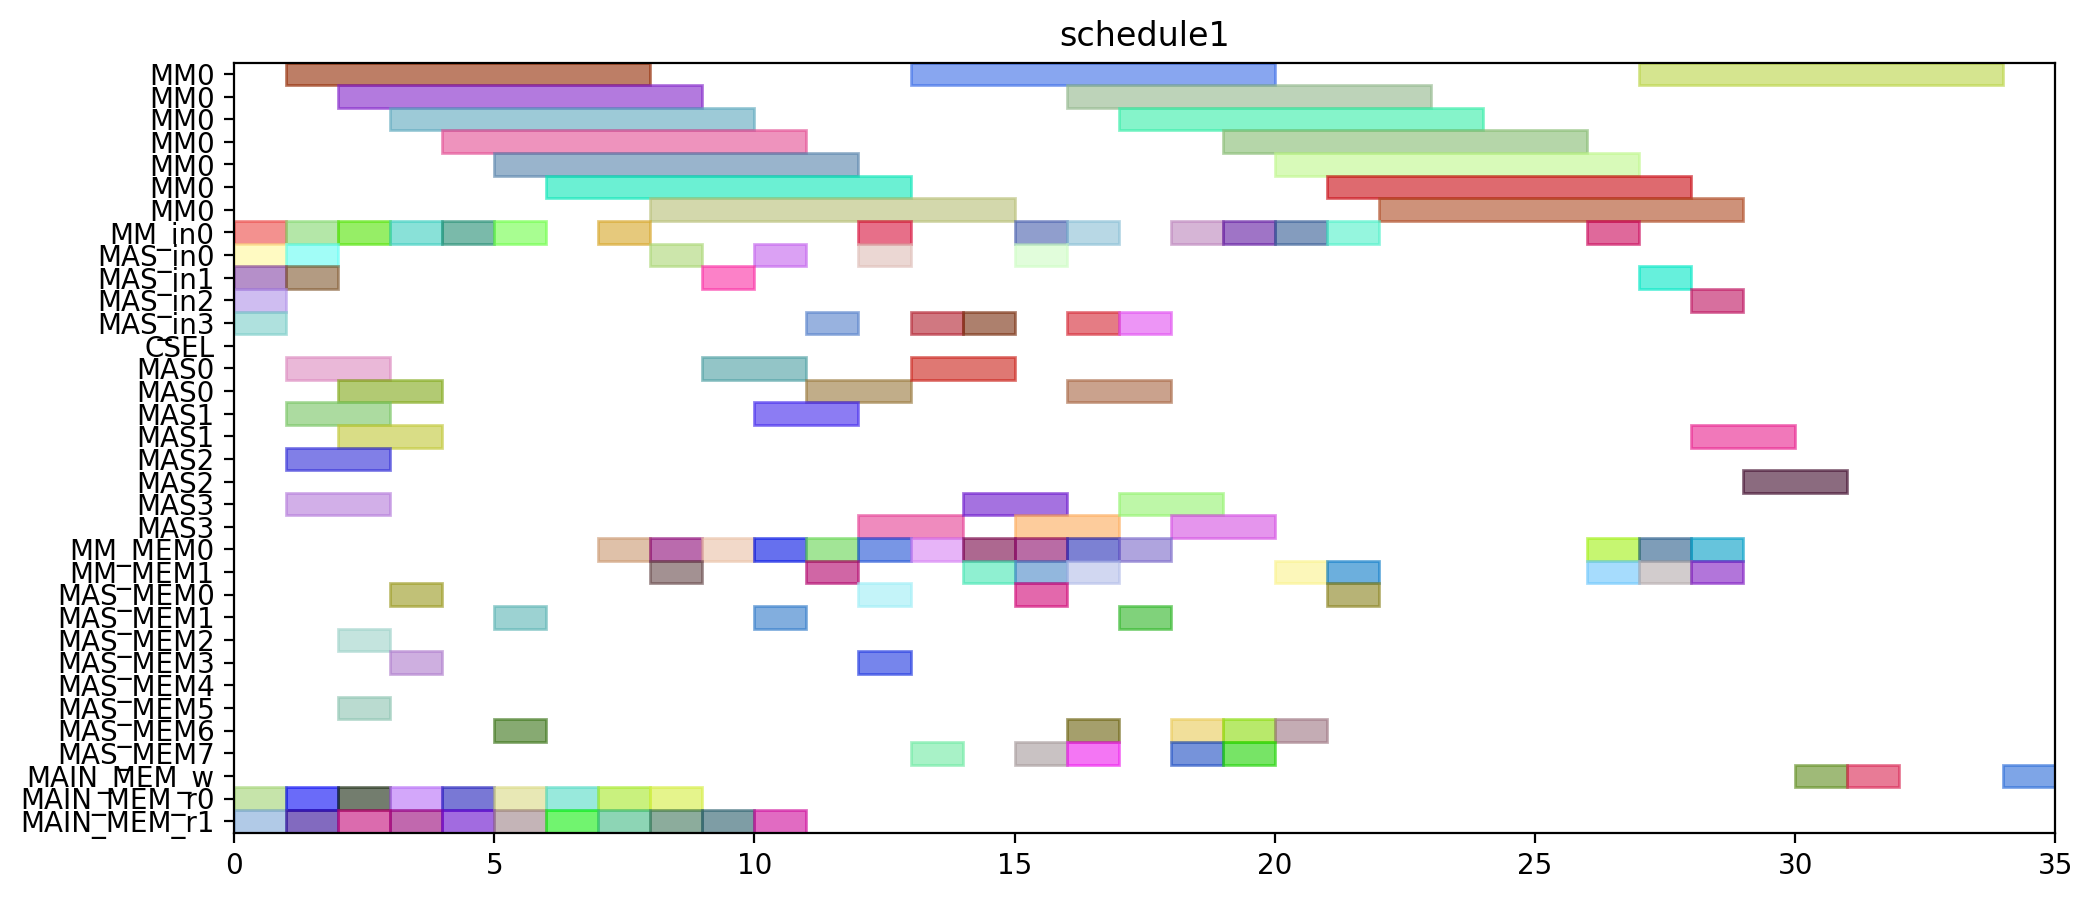 schedule1
MM0
MM0
MM0
MM0
MM0
MM0
MM0
MM_in0
MAS_in0
MAS_in1
MAS_in2
MAS_in3
CSEL
MAS0
MAS0
MAS1
MAS1
MAS2
MAS2
MAS3
MAS3
MM_MEM0
MM_MEM1
MAS_MEM0
MAS_MEM1
MAS_MEM2
MAS_MEM3
MAS_MEM4
MAS_MEM5
MAS_MEM6
MAS_MEM7
MAIN_MEM_w
MAIN_MEM_r0
MAIN_MEM_r1
0 5 10 15 20 25 30 35